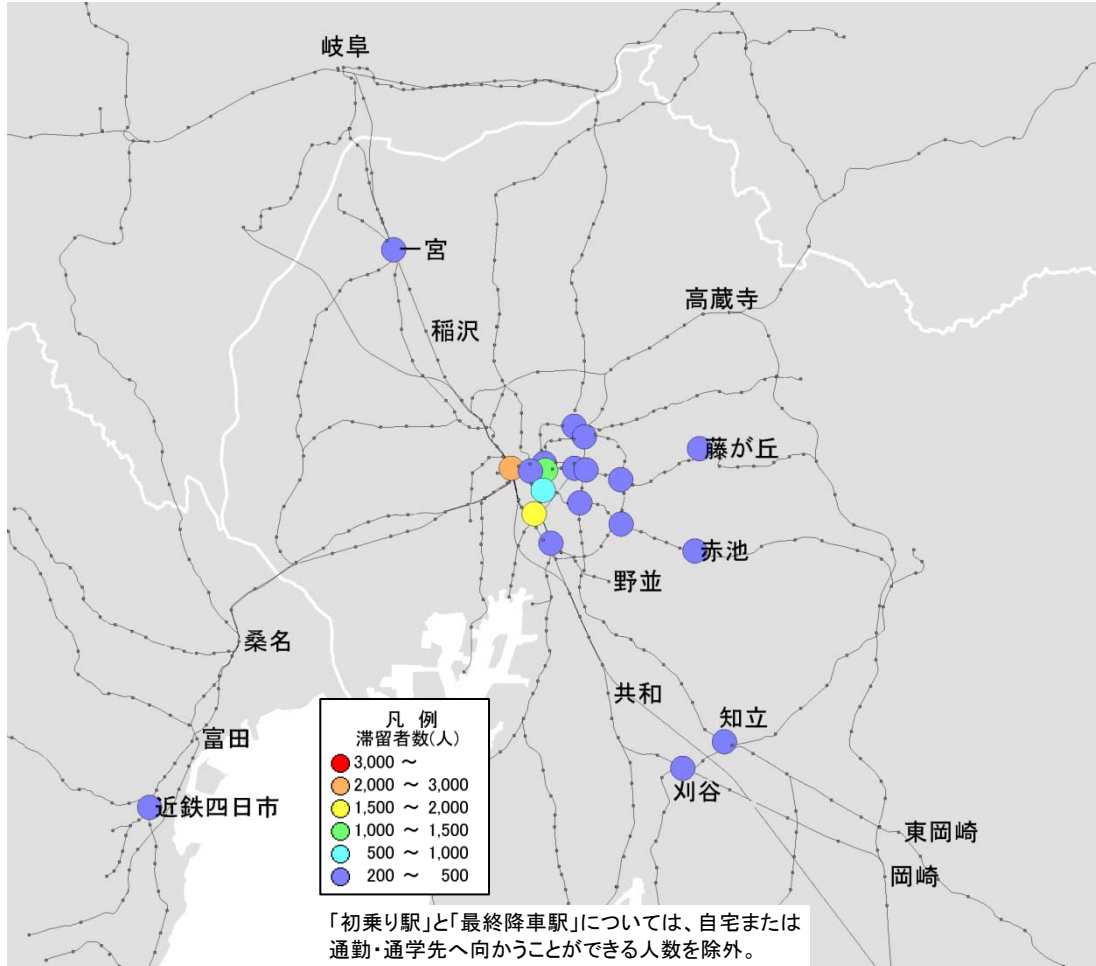 岐阜
一宮
高蔵寺
稲沢
藤が丘
赤池
野並
桑名
共和
知立
富田
刈谷
近鉄四日市
東岡崎
岡崎
凡 例
滞留者数(人)
3,000 ～
2,000 ～ 3,000
1,500 ～ 2,000
1,000 ～ 1,500
500 ～ 1,000
200 ～ 500
「初乗り駅」と「最終降車駅」については、自宅または
通勤・通学先へ向かうことができる人数を除外。